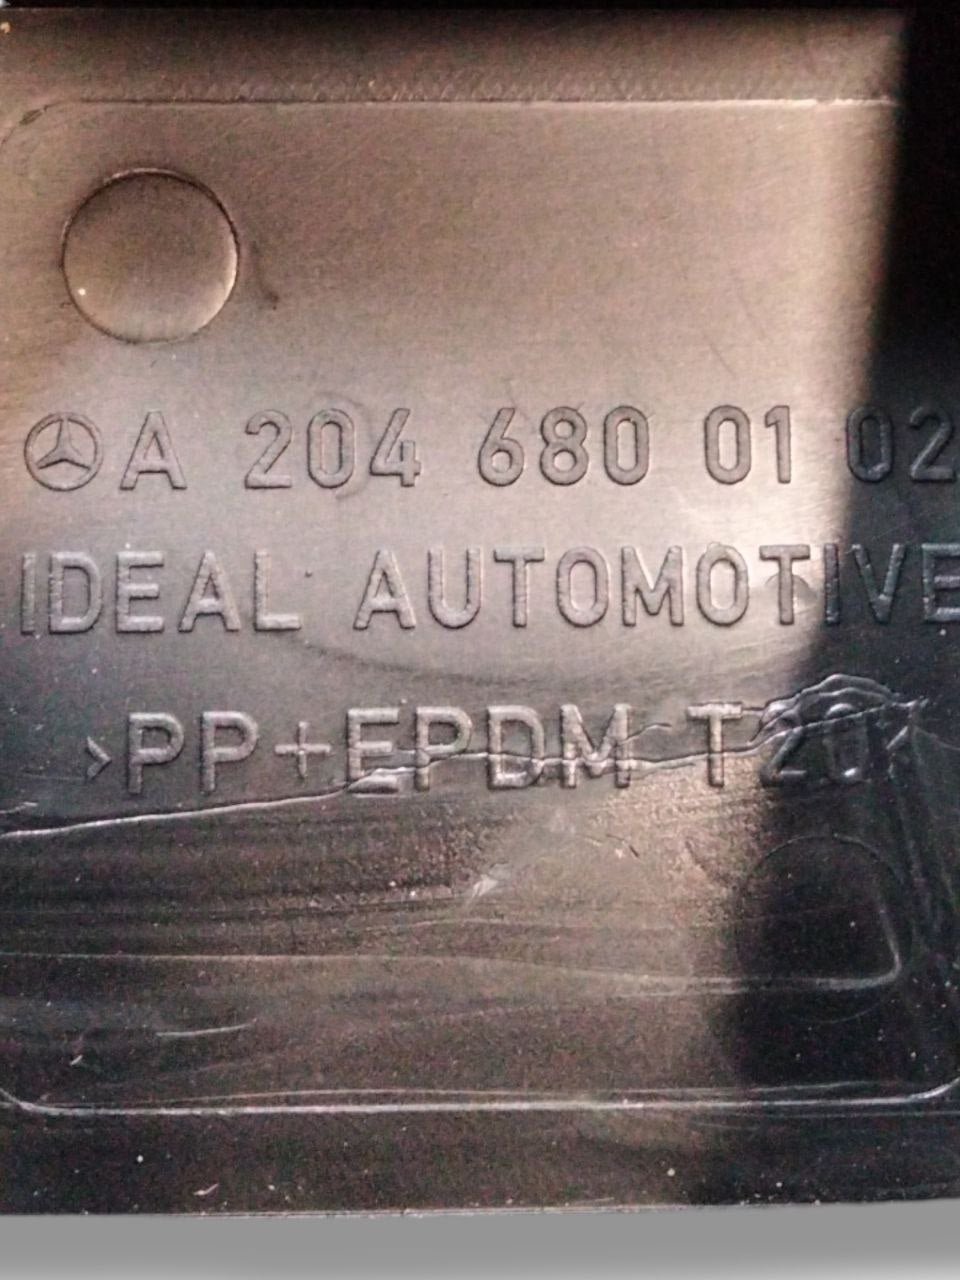 A 204 680 01 02
IDEAL AUTOMOTIVE
>PP+EPDM T20<